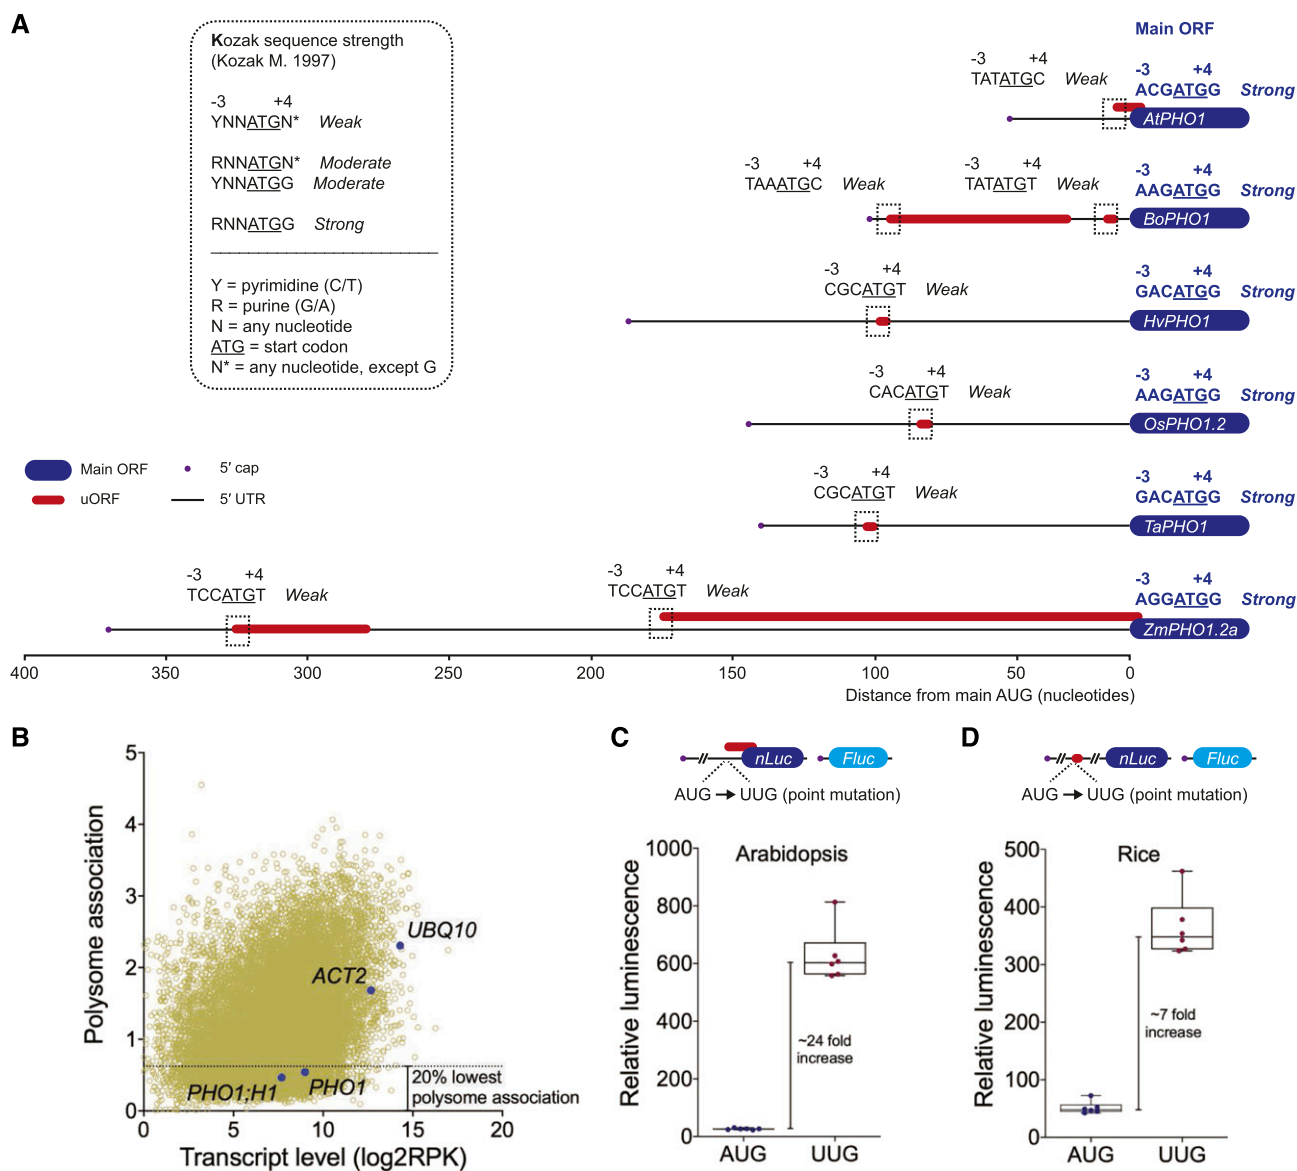 A
Kozak sequence strength
(Kozak M. 1997)
-3 +4
YNNATGN* Weak
RNNATGN* Moderate
YNNATGG Moderate
RNNATGG Strong
Y = pyrimidine (C/T)
R = purine (G/A)
N = any nucleotide
ATG = start codon
N* = any nucleotide, except G
Main ORF
5′ cap
uORF
5′ UTR
Main ORF
-3 +4
TATATGC Weak
-3 +4
ACGATGG Strong
AtPHO1
-3 +4
TAAATGC Weak
-3 +4
TATATGT Weak
-3 +4
AAGATGG Strong
BoPHO1
-3 +4
CGCATGT Weak
-3 +4
GACATGG Strong
HvPHO1
-3 +4
CACATGT Weak
-3 +4
AAGATGG Strong
OsPHO1.2
-3 +4
CGCATGT Weak
-3 +4
GACATGG Strong
TaPHO1
-3 +4
TCCATGT Weak
-3 +4
TCCATGT Weak
-3 +4
AGGATGG Strong
ZmPHO1.2a
400 350 300 250 200 150 100 50 0
Distance from main AUG (nucleotides)
B
Polysome association
5
4
3
2
1
0
UBQ10
ACT2
PHO1;H1
PHO1
20% lowest
polysome association
0 5 10 15 20
Transcript level (log2RPK)
C
nLuc
Fluc
AUG → UUG (point mutation)
Arabidopsis
Relative luminescence
1000
800
600
400
200
0
~24 fold
increase
AUG UUG
D
nLuc
Fluc
AUG → UUG (point mutation)
Rice
Relative luminescence
500
400
300
200
100
0
~7 fold
increase
AUG UUG